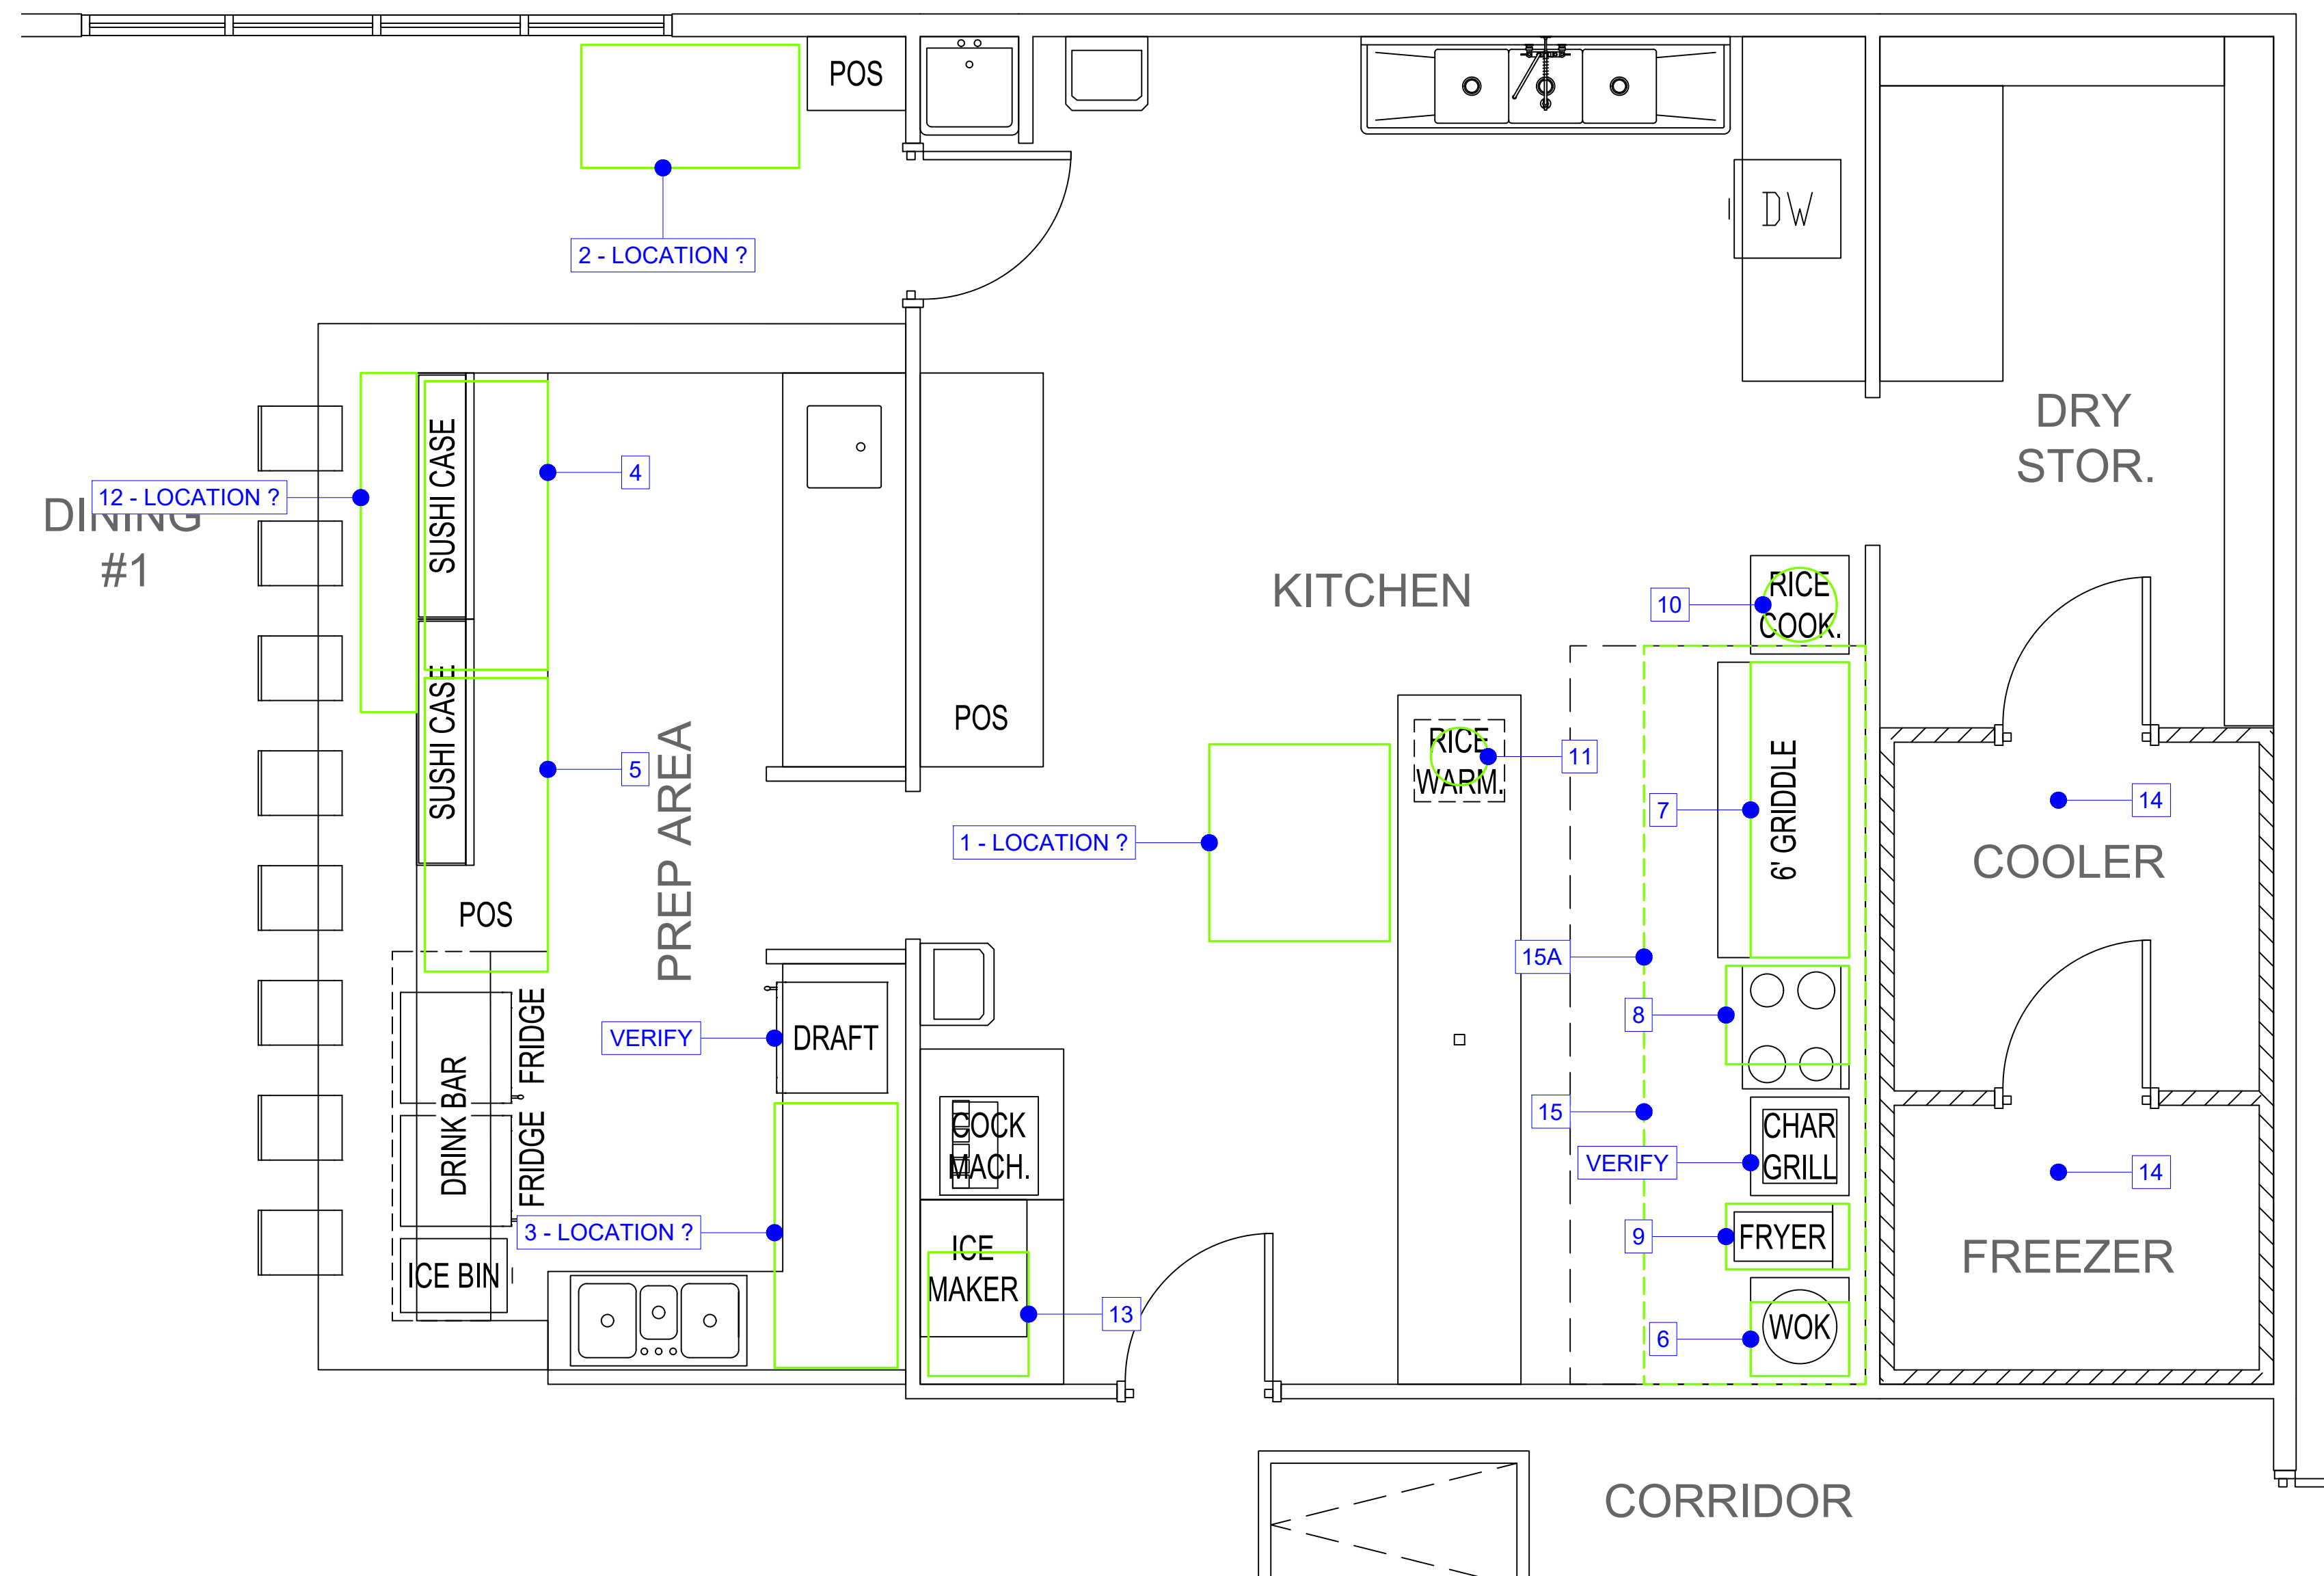 POS
2 - LOCATION ?
DW
DRY
STOR.
SUSHI CASE
4
12 - LOCATION ?
DINING
#1
KITCHEN
10
RICE
COOK.
SUSHI CASE
5
PREP AREA
POS
RICE
WARM.
11
7
6' GRIDDLE
14
COOLER
1 - LOCATION ?
POS
15A
8
FRIDGE
VERIFY
DRAFT
DRINK BAR
FRIDGE
COCK
MACH.
15
CHAR
GRILL
VERIFY
14
3 - LOCATION ?
ICE
MAKER
9
FRYER
FREEZER
ICE BIN
13
6
WOK
CORRIDOR